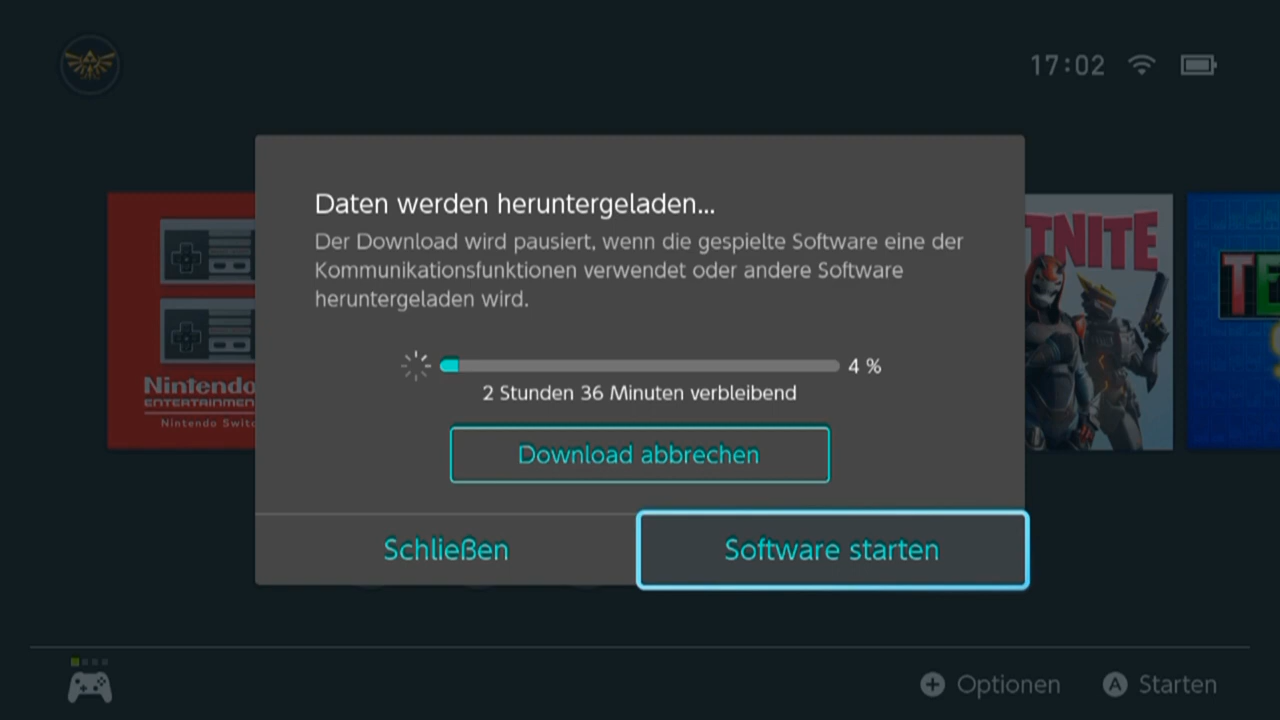 17:02
Daten werden heruntergeladen...
Der Download wird pausiert, wenn die gespielte Software eine der
Kommunikationsfunktionen verwendet oder andere Software
heruntergeladen wird.
4 %
2 Stunden 36 Minuten verbleibend
Download abbrechen
Schließen
Software starten
Nintendo
ENTERTAINMEN
Nintendo Switc
TNITE
TE
Optionen
A Starten